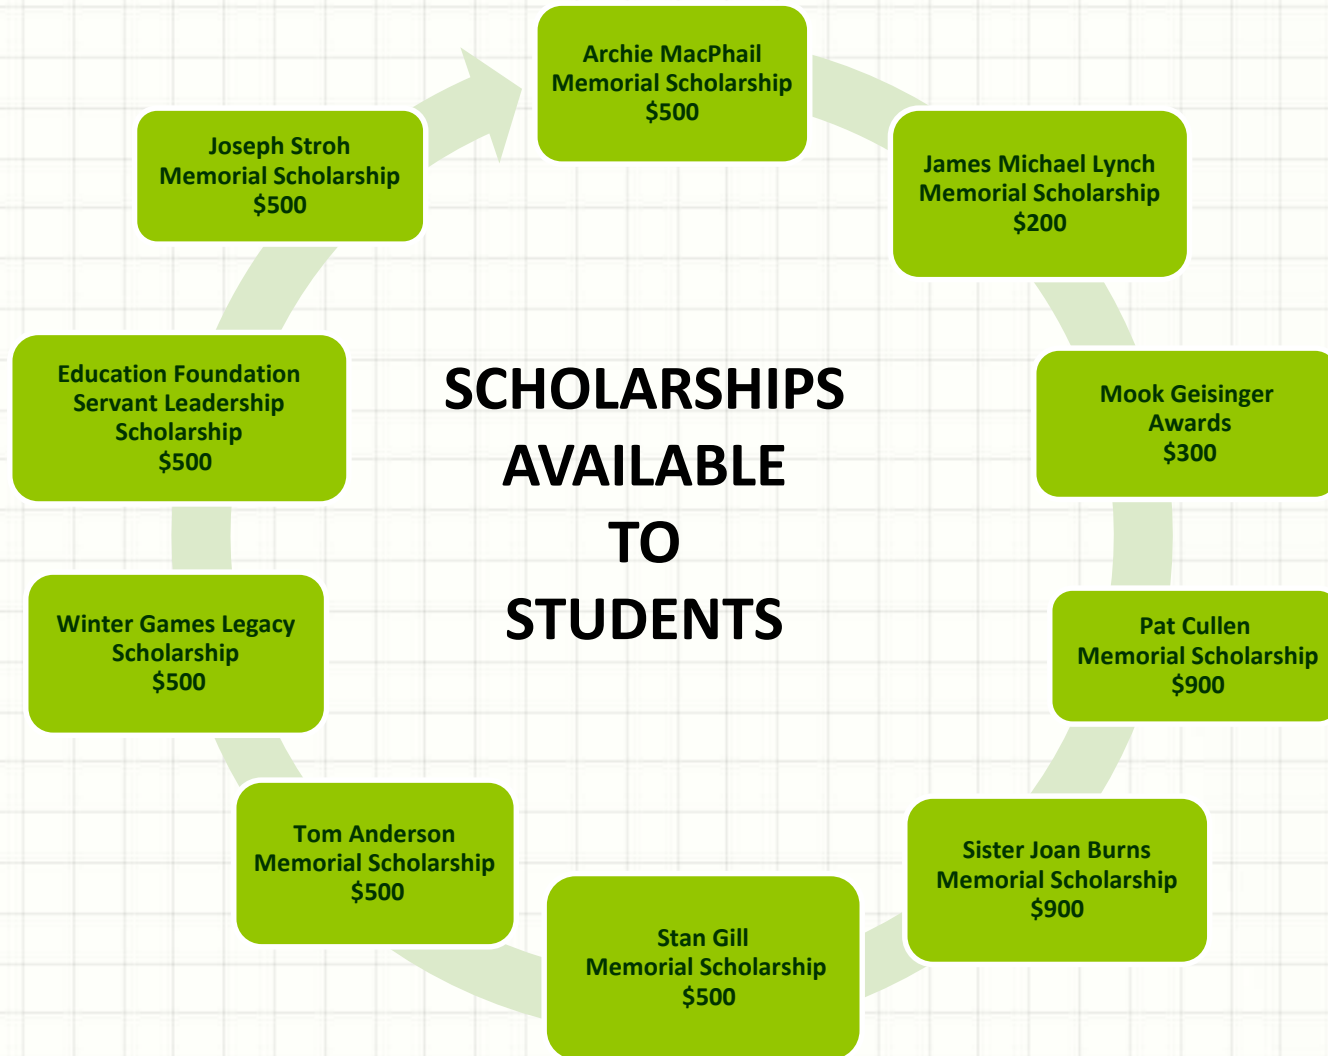 Archie MacPhail
Memorial Scholarship
$500
James Michael Lynch
Memorial Scholarship
$200
Mook Geisinger
Awards
$300
Pat Cullen
Memorial Scholarship
$900
Sister Joan Burns
Memorial Scholarship
$900
Stan Gill
Memorial Scholarship
$500
Tom Anderson
Memorial Scholarship
$500
Winter Games Legacy
Scholarship
$500
Education Foundation
Servant Leadership
Scholarship
$500
Joseph Stroh
Memorial Scholarship
$500
SCHOLARSHIPS
AVAILABLE
TO
STUDENTS